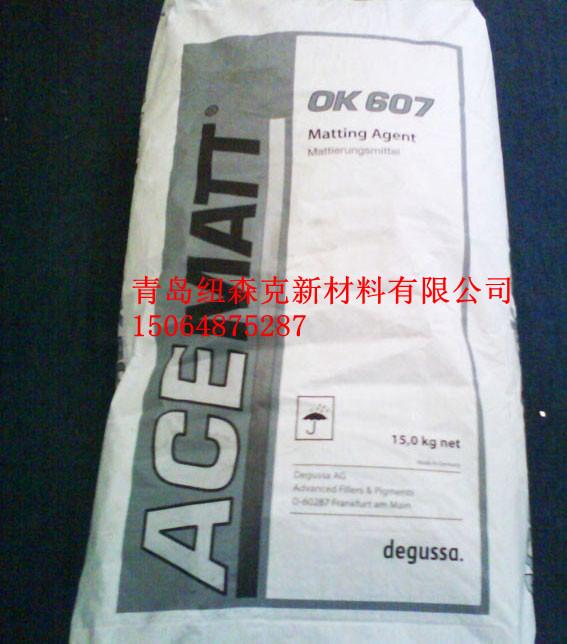 ACEMATT®
OK 607
Matting Agent
Mattierungsmittel
青岛纽森克新材料有限公司
15064875287
15,0 kg net
Made in Germany
Degussa AG
Advanced Fillers & Pigments
D-60287 Frankfurt am Main
degussa.